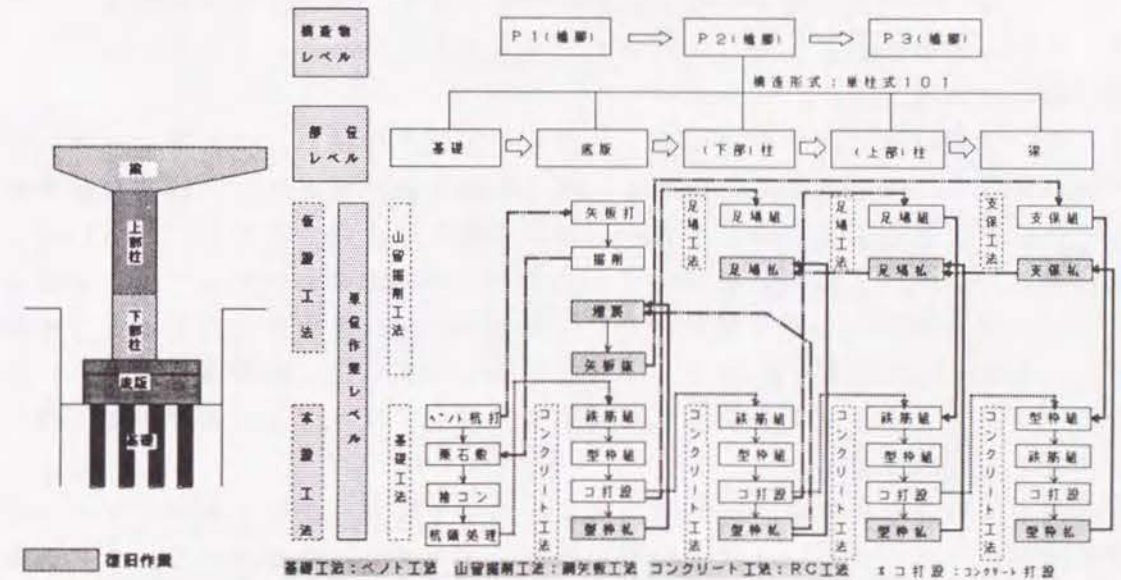 構造物
レベル
P1(橋脚)
P2(橋脚)
P3(橋脚)
構造形式:単柱式101
部位
レベル
基礎
底版
(下部)柱
(上部)柱
梁
梁
上部柱
下部柱
底版
基礎
仮設工法
本設工法
単位作業レベル
山留掘削工法
基礎工法
矢板打
掘削
埋戻
矢板抜
足場工法
足場組
足場払
足場工法
足場組
足場払
支保工法
支保組
支保払
ベント杭打
栗石敷
捨コン
杭頭処理
コンクリート工法
鉄筋組
型枠組
コ打設
型枠払
コンクリート工法
鉄筋組
型枠組
コ打設
型枠払
コンクリート工法
鉄筋組
型枠組
コ打設
型枠払
コンクリート工法
型枠組
鉄筋組
コ打設
型枠払
復旧作業
基礎工法:ベノト工法 山留掘削工法:鋼矢板工法 コンクリート工法:RC工法
コ打設:コンクリート打設